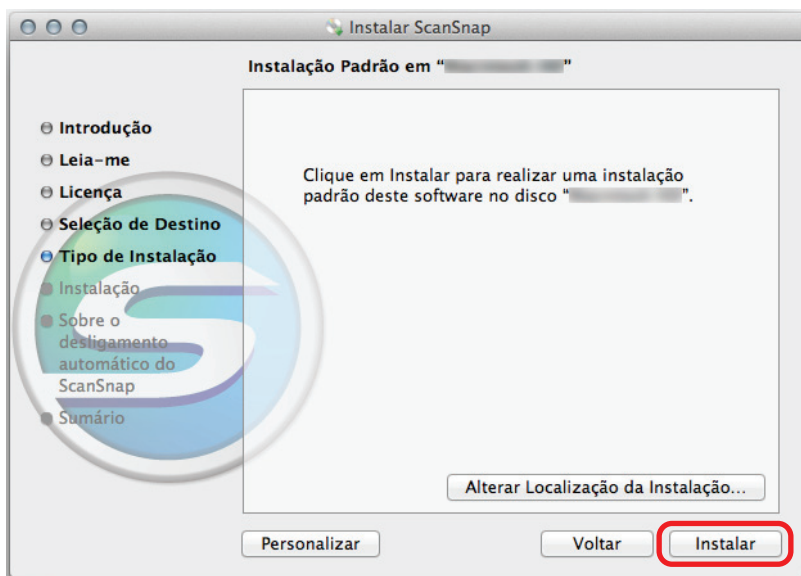 Instalar ScanSnap
Instalação Padrão em “ ”
Introdução
Leia-me
Licença
Seleção de Destino
Tipo de Instalação
Instalação
Sobre o
desligamento
automático do
ScanSnap
Sumário
Clique em Instalar para realizar uma instalação
padrão deste software no disco “ ”.
Alterar Localização da Instalação...
Personalizar
Voltar
Instalar